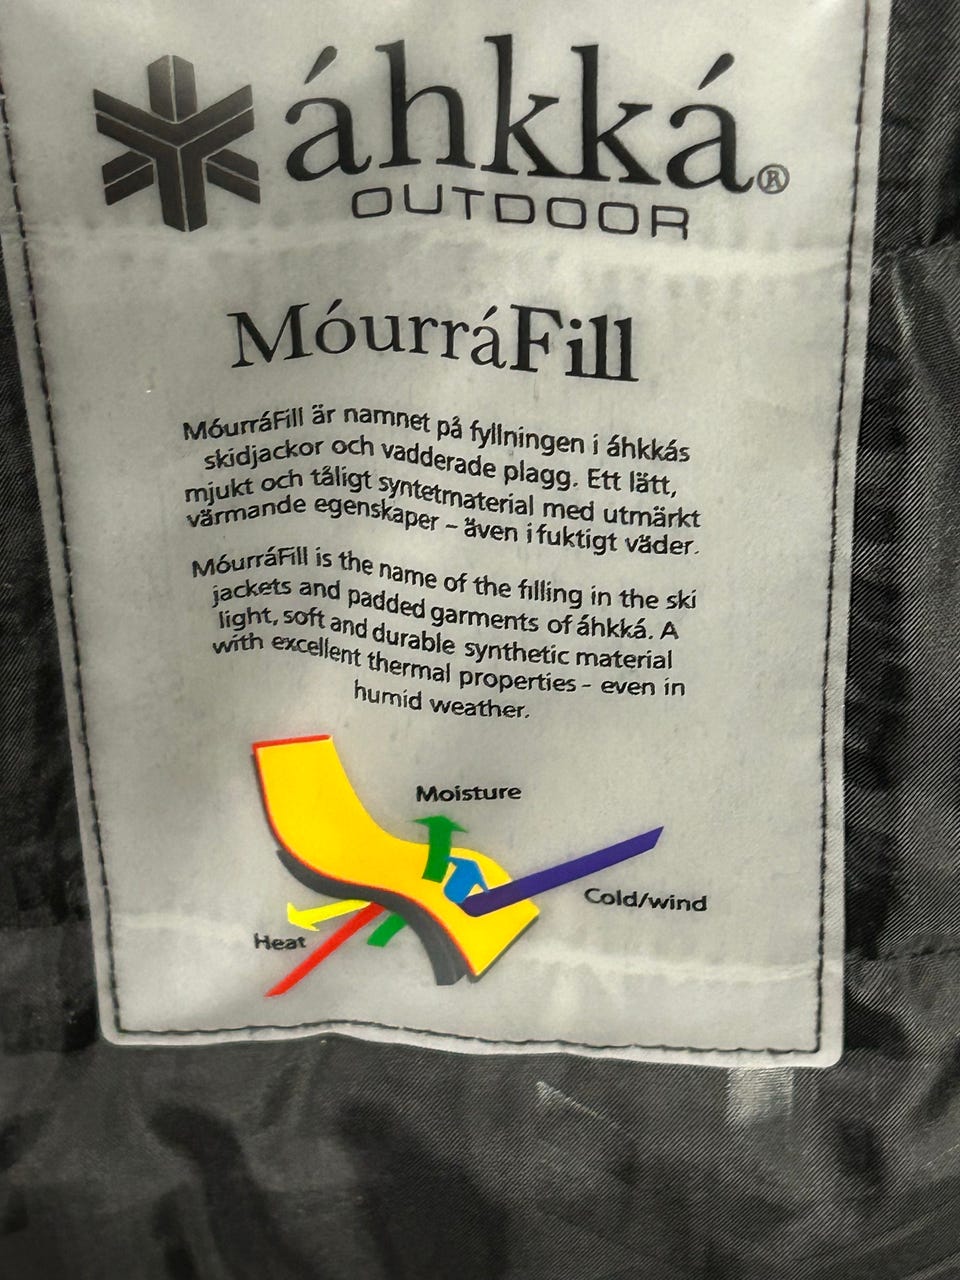 áhkká®
OUTDOOR
MóurráFill
MóurráFill är namnet på fyllningen i áhkkás
skidjackor och vadderade plagg. Ett lätt,
mjukt och tåligt syntetmaterial med utmärkt
värmande egenskaper – även i fuktigt väder.
MóurráFill is the name of the filling in the ski
jackets and padded garments of áhkká. A
light, soft and durable synthetic material
with excellent thermal properties - even in
humid weather.
Moisture
Cold/wind
Heat